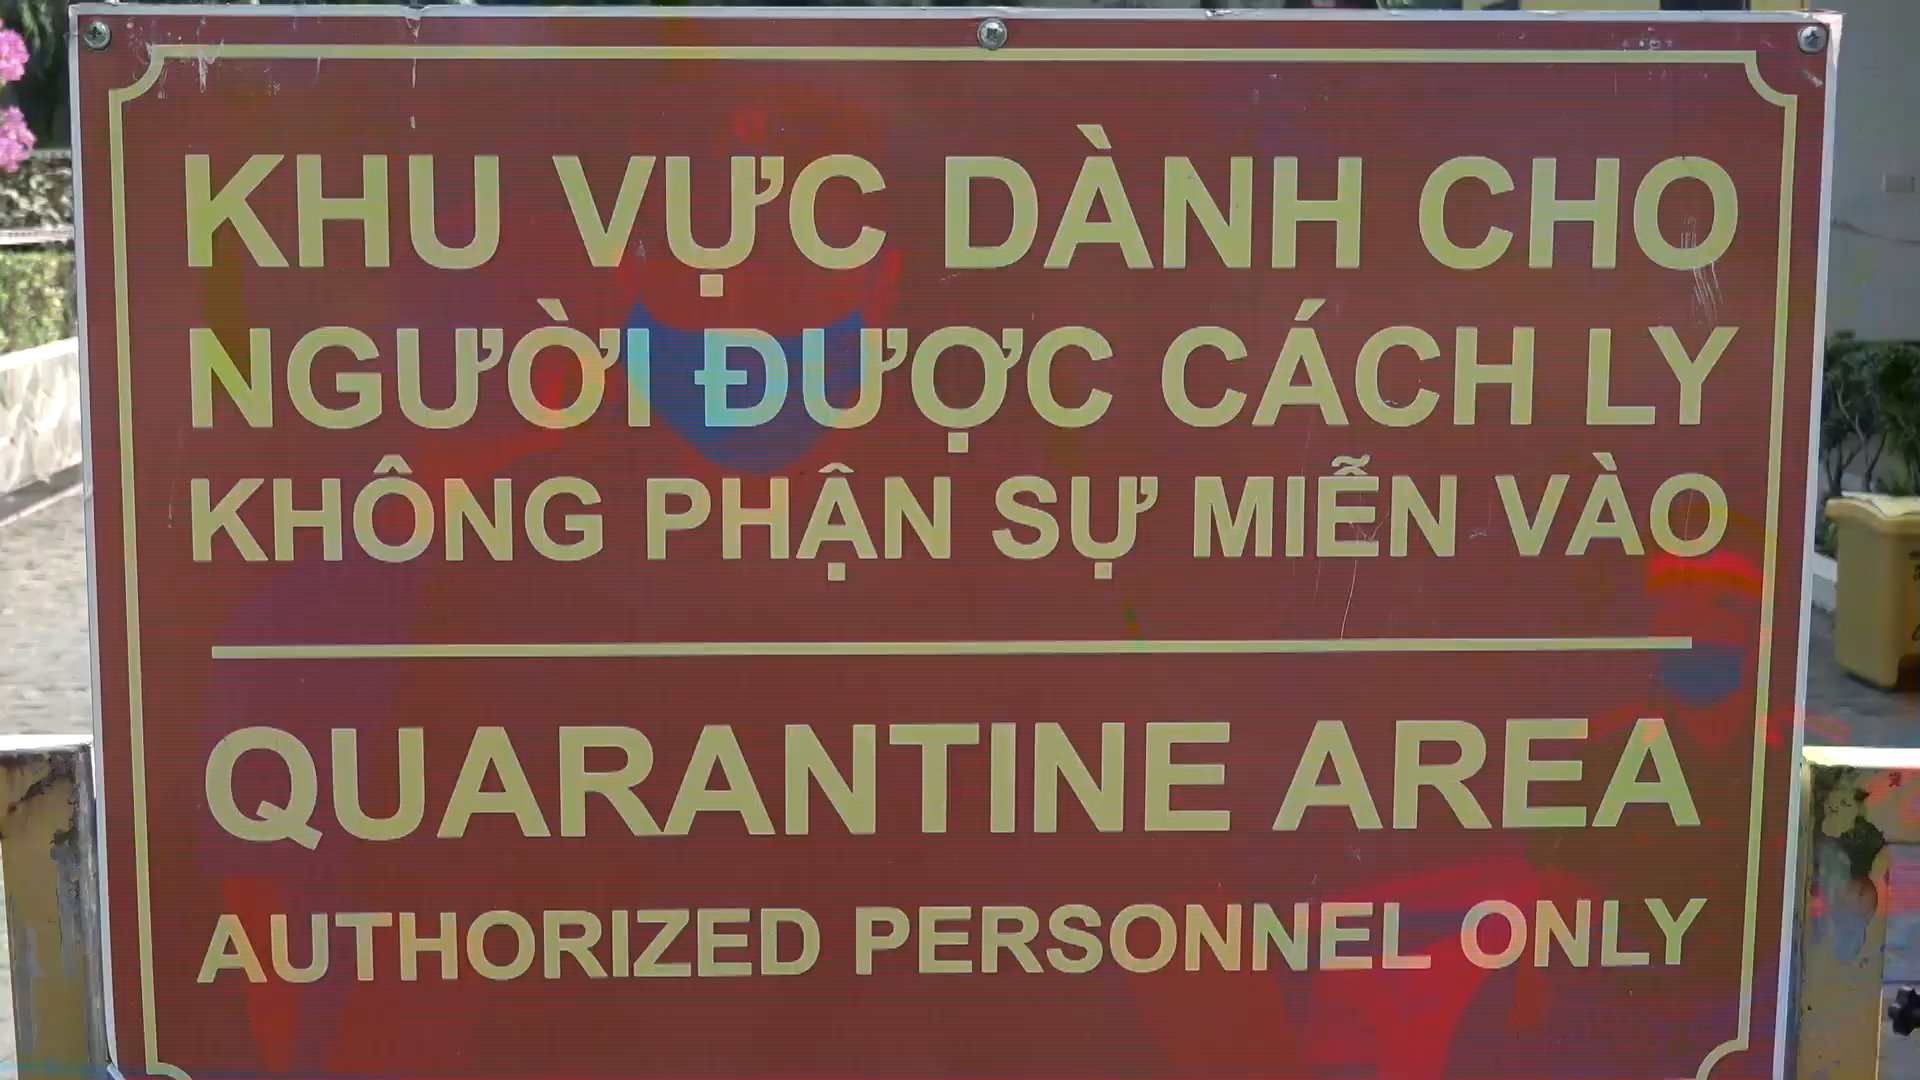 KHU VỰC DÀNH CHO
NGƯỜI ĐƯỢC CÁCH LY
KHÔNG PHẬN SỰ MIỄN VÀO
QUARANTINE AREA
AUTHORIZED PERSONNEL ONLY